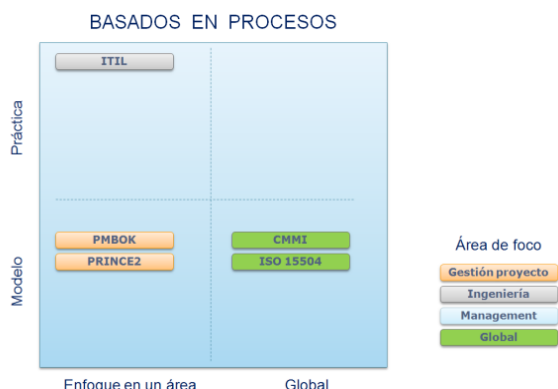 BASADOS EN PROCESOS
ITIL
Práctica
PMBOK
CMMI
PRINCE2
ISO 15504
Modelo
Enfoque en un área
Global
Área de foco
Gestión proyecto
Ingeniería
Management
Global